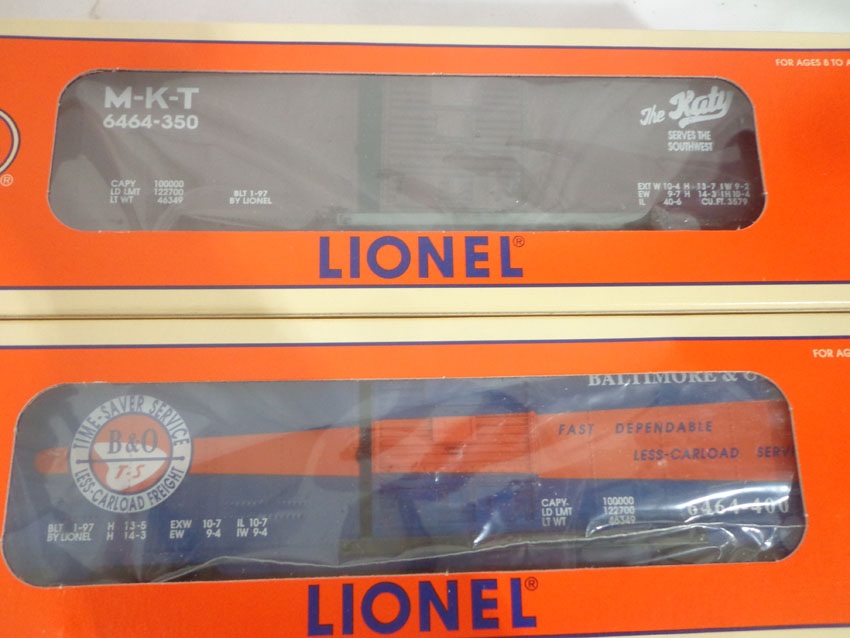 FOR AGES 8 TO A
M-K-T
6464-350
The Katy
SERVES THE
SOUTHWEST
CAPY 100000
LD LMT 122700
LT WT 46349
BLT 1-97
BY LIONEL
EXT W 10-4 H 13-7 IW 9-2
EW 9-7 H 14-3 IH 10-4
IL 40-6 CU. FT. 3579
®
LIONEL®
FOR AG
BALTIMORE & O
TIME-SAVER SERVICE
B&O
T-S
LESS-CARLOAD FREIGHT
FAST DEPENDABLE
LESS-CARLOAD SERV
CAPY. 100000
LD LMT 122700
LT WT 46349
6464-400
BLT 1-97 H 13-5 EXW 10-7 IL 10-7
BY LIONEL H 14-3 EW 9-4 IW 9-4
LIONEL®